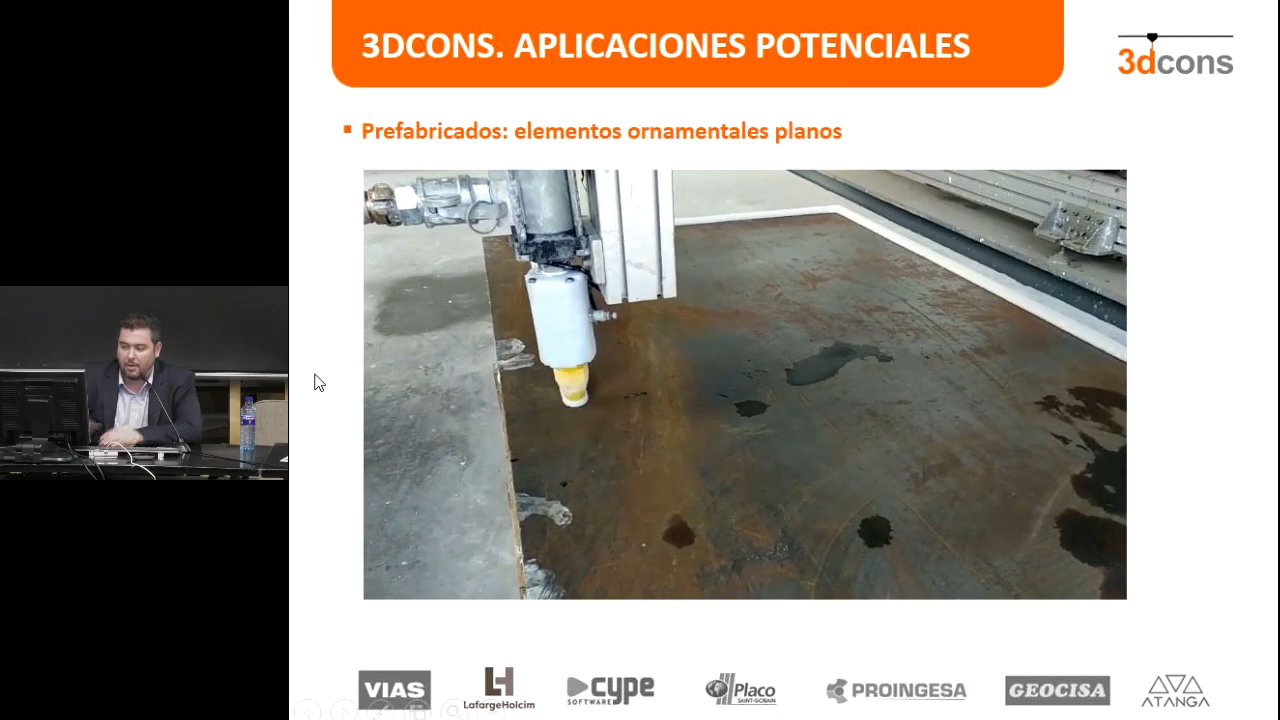 3DCONS. APLICACIONES POTENCIALES
3dcons
▪ Prefabricados: elementos ornamentales planos
VIAS
LafargeHolcim
cype
SOFTWARE
Placo
SAINT-GOBAIN
PROINGESA
GEOCISA
ATANGA